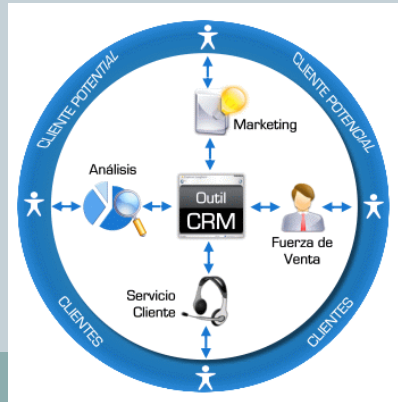 CLIENTE POTENTIAL
CLIENTE POTENCIAL
Marketing
Análisis
Outil
CRM
Fuerza de
Venta
Servicio
Cliente
CLIENTES
CLIENTES